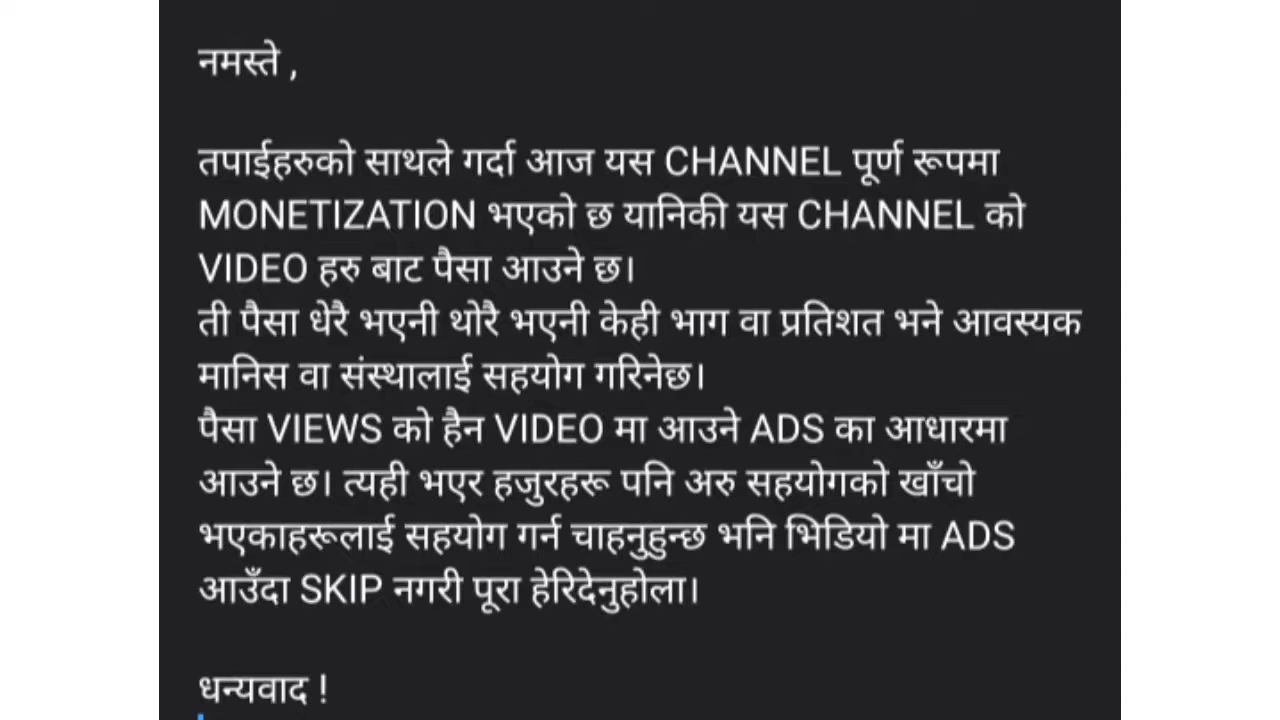 नमस्ते ,
तपाईहरुको साथले गर्दा आज यस CHANNEL पूर्ण रूपमा
MONETIZATION भएको छ यानिकी यस CHANNEL को
VIDEO हरु बाट पैसा आउने छ।
ती पैसा धेरै भएनी थोरै भएनी केही भाग वा प्रतिशत भने आवस्यक
मानिस वा संस्थालाई सहयोग गरिनेछ।
पैसा VIEWS को हैन VIDEO मा आउने ADS का आधारमा
आउने छ। त्यही भएर हजुरहरू पनि अरु सहयोगको खाँचो
भएकाहरूलाई सहयोग गर्न चाहनुहुन्छ भनि भिडियो मा ADS
आउँदा SKIP नगरी पूरा हेरिदेनुहोला।
धन्यवाद !